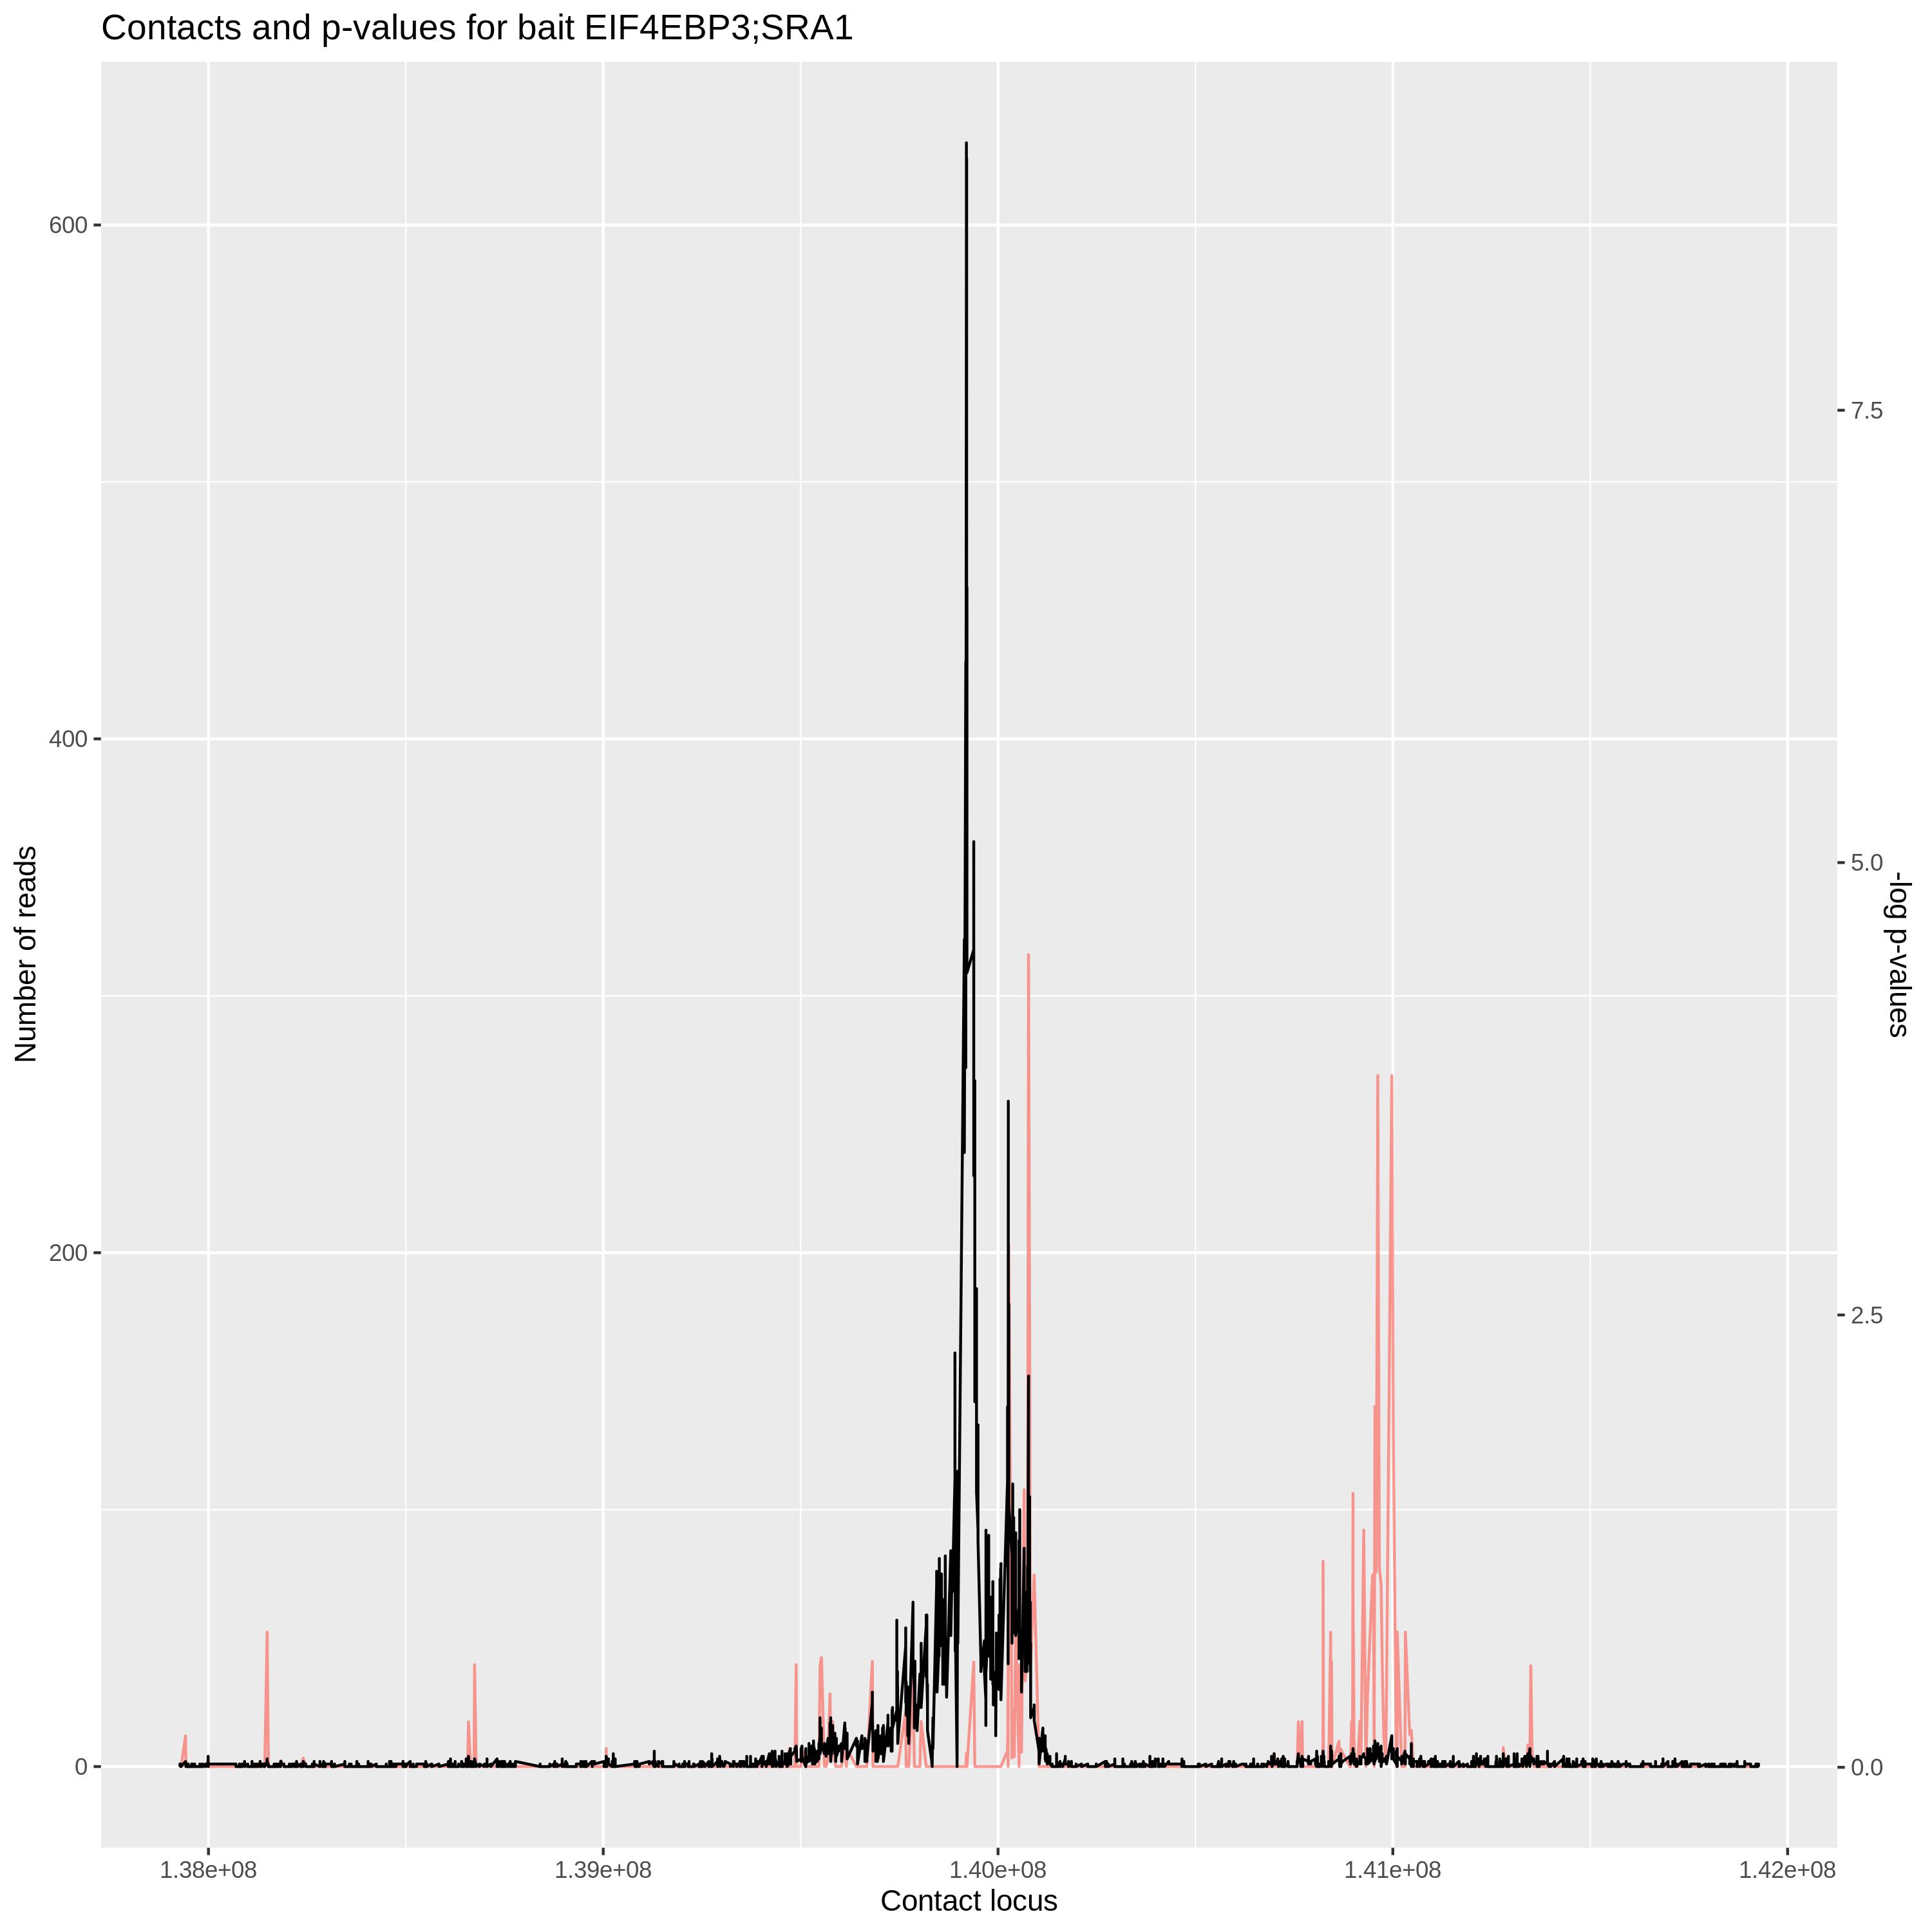 Contacts and p-values for bait EIF4EBP3;SRA1
600
400
200
0
Number of reads
7.5
5.0
2.5
0.0
-log p-values
1.38e+08
1.39e+08
1.40e+08
1.41e+08
1.42e+08
Contact locus